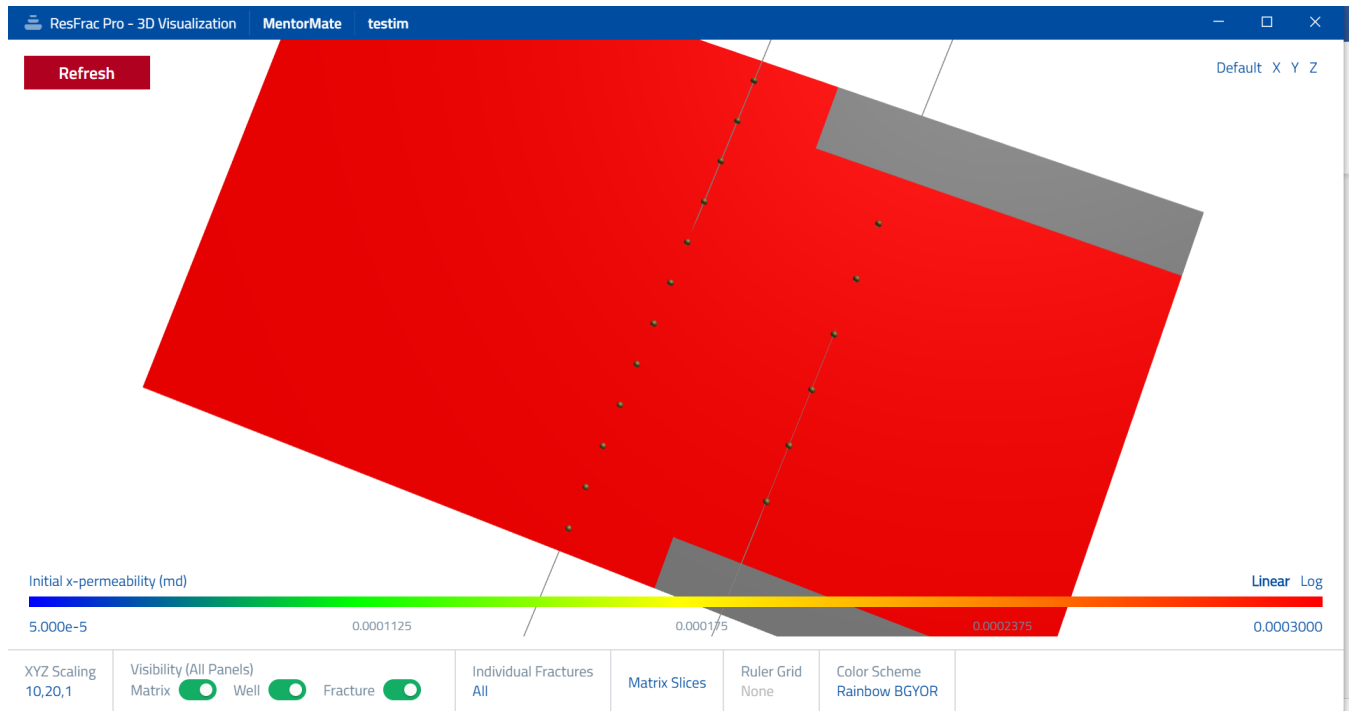 ResFrac Pro - 3D Visualization MentorMate testim
Refresh
Default X Y Z
Initial x-permeability (md)
Linear Log
5.000e-5 0.0001125 0.000175 0.0002375 0.0003000
XYZ Scaling
10,20,1
Visibility (All Panels)
Matrix Well Fracture
Individual Fractures
All
Matrix Slices
Ruler Grid
None
Color Scheme
Rainbow BGYOR